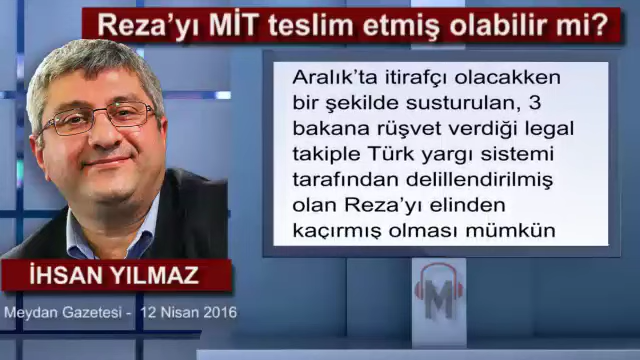 Reza'yı MİT teslim etmiş olabilir mi?
Aralık'ta itirafçı olacakken
bir şekilde susturulan, 3
bakana rüşvet verdiği legal
takiple Türk yargı sistemi
tarafından delillendirilmiş
olan Reza'yı elinden
kaçırmış olması mümkün
İHSAN YILMAZ
Meydan Gazetesi - 12 Nisan 2016
M